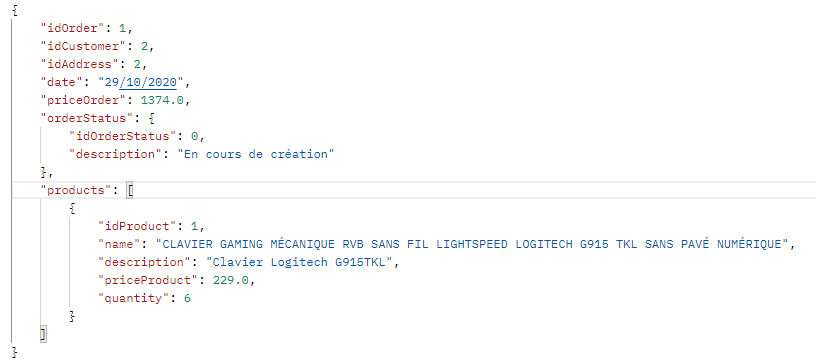 {
"idOrder": 1,
"idCustomer": 2,
"idAddress": 2,
"date": "29/10/2020",
"priceOrder": 1374.0,
"orderStatus": {
"idOrderStatus": 0,
"description": "En cours de création"
},
"products": [
{
"idProduct": 1,
"name": "CLAVIER GAMING MÉCANIQUE RVB SANS FIL LIGHTSPEED LOGITECH G915 TKL SANS PAVÉ NUMÉRIQUE",
"description": "Clavier Logitech G915TKL",
"priceProduct": 229.0,
"quantity": 6
}
]
}